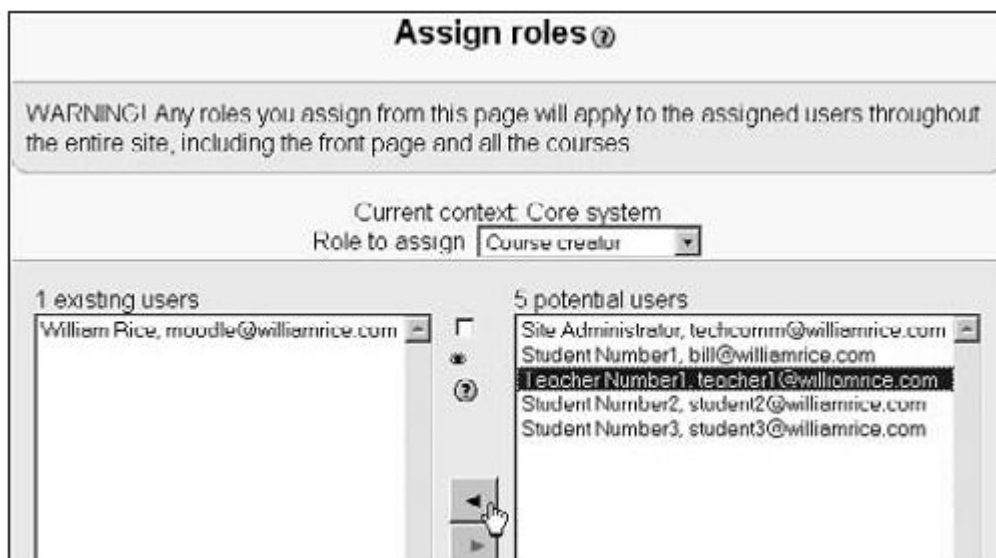 Assign roles ?
WARNING! Any roles you assign from this page will apply to the assigned users throughout
the entire site, including the front page and all the courses
Current context: Core system
Role to assign Course creator
1 existing users
William Rice, moodle@williamrice.com
5 potential users
Site Administrator, techcomm@williamrice.com
Student Number1, bill@williamrice.com
Teacher Number1, teacher1@williamrice.com
Student Number2, student2@williamrice.com
Student Number3, student3@williamrice.com